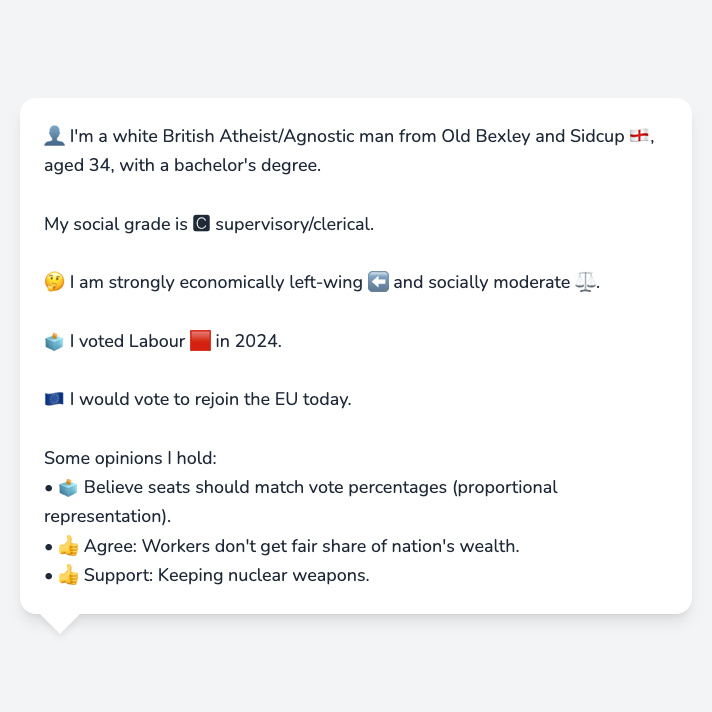 👤 I'm a white British Atheist/Agnostic man from Old Bexley and Sidcup 🏴󠁧󠁢󠁥󠁮󠁧󠁿,
aged 34, with a bachelor's degree.
My social grade is 🅲 supervisory/clerical.
🤔 I am strongly economically left-wing ⬅️ and socially moderate ⚖️.
🗳️ I voted Labour 🟥 in 2024.
🇪🇺 I would vote to rejoin the EU today.
Some opinions I hold:
• 🗳️ Believe seats should match vote percentages (proportional
representation).
• 👍 Agree: Workers don't get fair share of nation's wealth.
• 👍 Support: Keeping nuclear weapons.